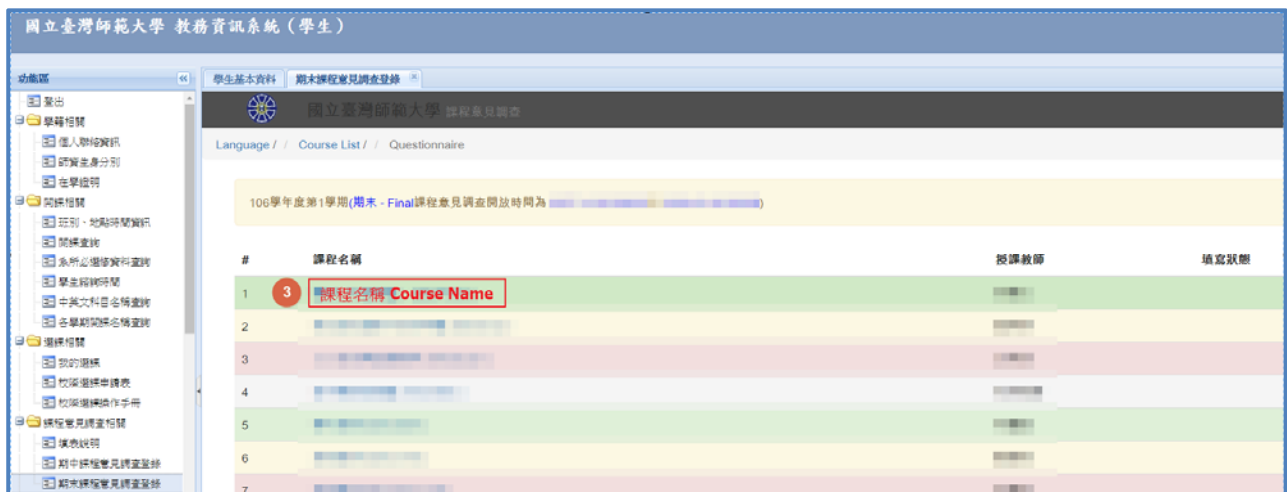 國立臺灣師範大學 教務資訊系統（學生）
功能區
學生基本資料
期末課程意見調查登錄
登出
學籍相關
個人聯絡資訊
師資生身分別
在學證明
開課相關
班別、地點時間資訊
開課查詢
系所必選修資料查詢
學生諮詢時間
中英文科目名稱查詢
各學期開課名稱查詢
選課相關
我的選課
校際選課申請表
校際選課操作手冊
課程意見調查相關
填表說明
期中課程意見調查登錄
期末課程意見調查登錄
國立臺灣師範大學 課程意見調查
Language / / Course List / / Questionnaire
106學年度第1學期(期末 - Final課程意見調查開放時間為 )
# 課程名稱 授課教師 填寫狀態
1 3 課程名稱 Course Name
2
3
4
5
6
7